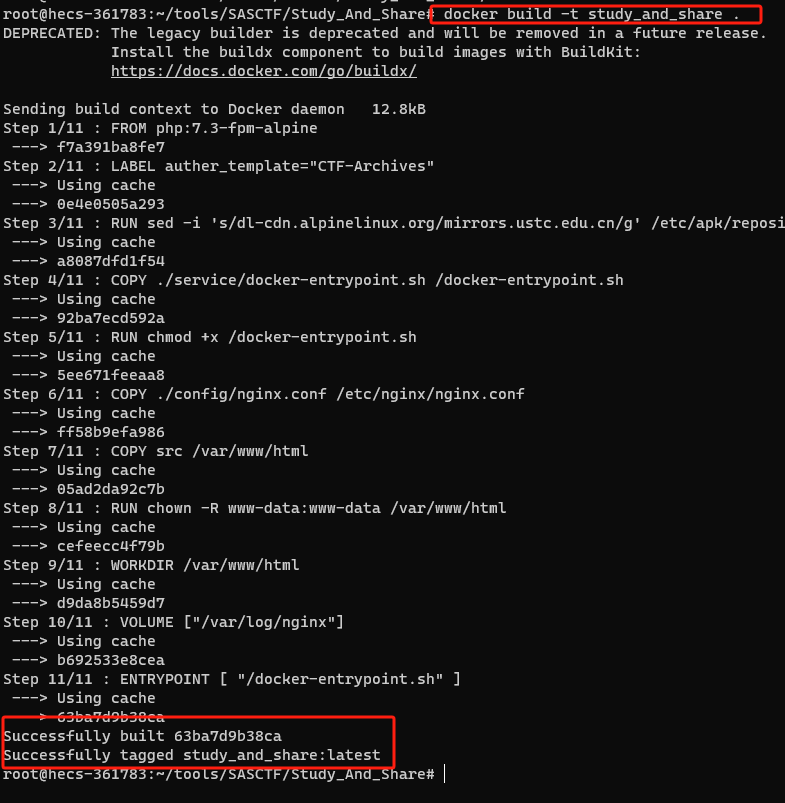 root@hecs-361783:~/tools/SASCTF/Study_And_Share# docker build -t study_and_share .
DEPRECATED: The legacy builder is deprecated and will be removed in a future release.
            Install the buildx component to build images with BuildKit:
            https://docs.docker.com/go/buildx/

Sending build context to Docker daemon   12.8kB
Step 1/11 : FROM php:7.3-fpm-alpine
 ---> f7a391ba8fe7
Step 2/11 : LABEL auther_template="CTF-Archives"
 ---> Using cache
 ---> 0e4e0505a293
Step 3/11 : RUN sed -i 's/dl-cdn.alpinelinux.org/mirrors.ustc.edu.cn/g' /etc/apk/reposi
 ---> Using cache
 ---> a8087dfd1f54
Step 4/11 : COPY ./service/docker-entrypoint.sh /docker-entrypoint.sh
 ---> Using cache
 ---> 92ba7ecd592a
Step 5/11 : RUN chmod +x /docker-entrypoint.sh
 ---> Using cache
 ---> 5ee671feeaa8
Step 6/11 : COPY ./config/nginx.conf /etc/nginx/nginx.conf
 ---> Using cache
 ---> ff58b9efa986
Step 7/11 : COPY src /var/www/html
 ---> Using cache
 ---> 05ad2da92c7b
Step 8/11 : RUN chown -R www-data:www-data /var/www/html
 ---> Using cache
 ---> cefeecc4f79b
Step 9/11 : WORKDIR /var/www/html
 ---> Using cache
 ---> d9da8b5459d7
Step 10/11 : VOLUME ["/var/log/nginx"]
 ---> Using cache
 ---> b692533e8cea
Step 11/11 : ENTRYPOINT [ "/docker-entrypoint.sh" ]
 ---> Using cache
 ---> 63ba7d9b38ca
Successfully built 63ba7d9b38ca
Successfully tagged study_and_share:latest
root@hecs-361783:~/tools/SASCTF/Study_And_Share#